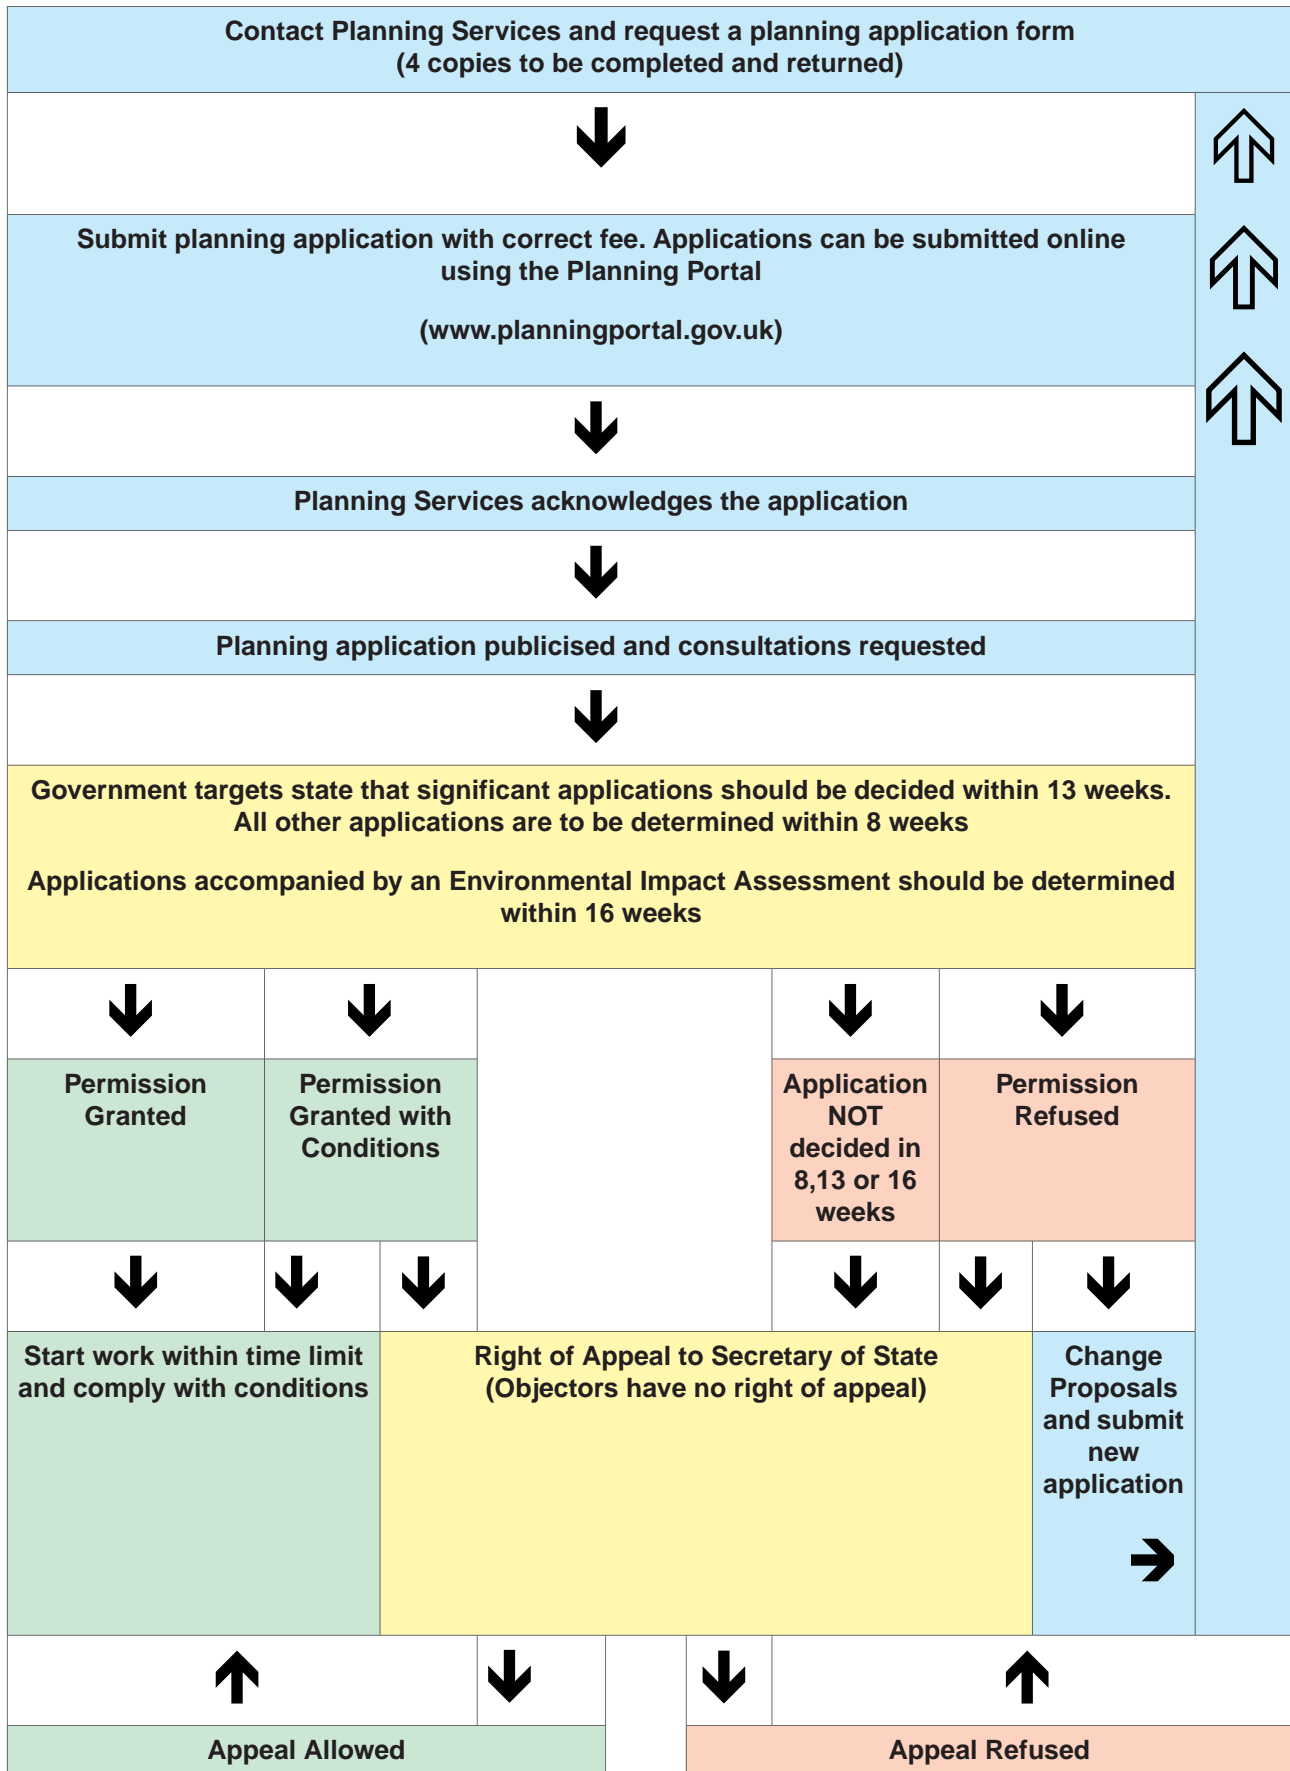 Contact Planning Services and request a planning application form
(4 copies to be completed and returned)
Submit planning application with correct fee. Applications can be submitted online
using the Planning Portal
(www.planningportal.gov.uk)
Planning Services acknowledges the application
Planning application publicised and consultations requested
Government targets state that significant applications should be decided within 13 weeks.
All other applications are to be determined within 8 weeks
Applications accompanied by an Environmental Impact Assessment should be determined
within 16 weeks
Permission
Granted
Permission
Granted with
Conditions
Application
NOT
decided in
8,13 or 16
weeks
Permission
Refused
Start work within time limit
and comply with conditions
Right of Appeal to Secretary of State
(Objectors have no right of appeal)
Change
Proposals
and submit
new
application
Appeal Allowed
Appeal Refused